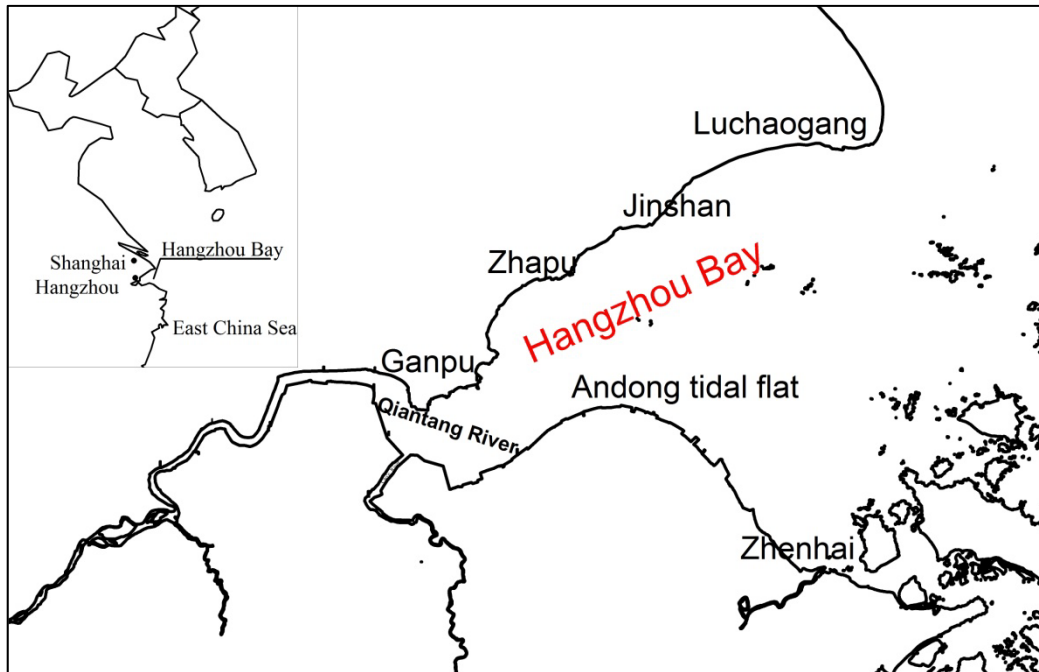 Luchaogang
Jinshan
Hangzhou Bay
Shanghai
Zhapu
Hangzhou
Hangzhou Bay
East China Sea
Ganpu
Andong tidal flat
Qiantang River
Zhenhai